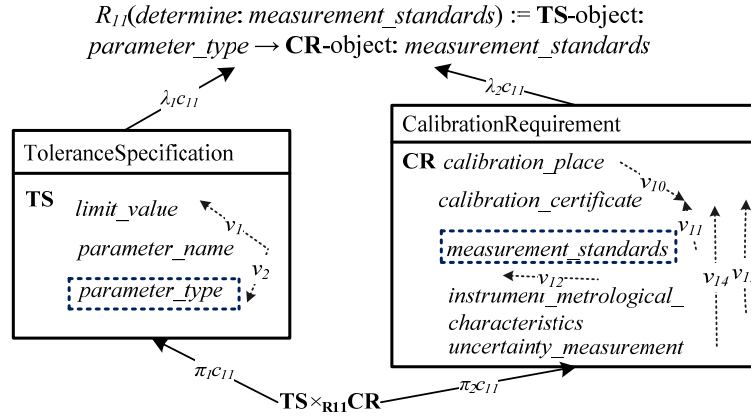 R11(determine: measurement_standards) := TS-object:
parameter_type → CR-object: measurement_standards
λ1c11
λ2c11
ToleranceSpecification
TS
limit_value
v1
parameter_name
v2
parameter_type
CalibrationRequirement
CR calibration_place
v10
calibration_certificate
v11
measurement_standards
v12
v14
instrument_metrological_
characteristics
uncertainty_measurement
π1c11
π2c11
TS×R11CR